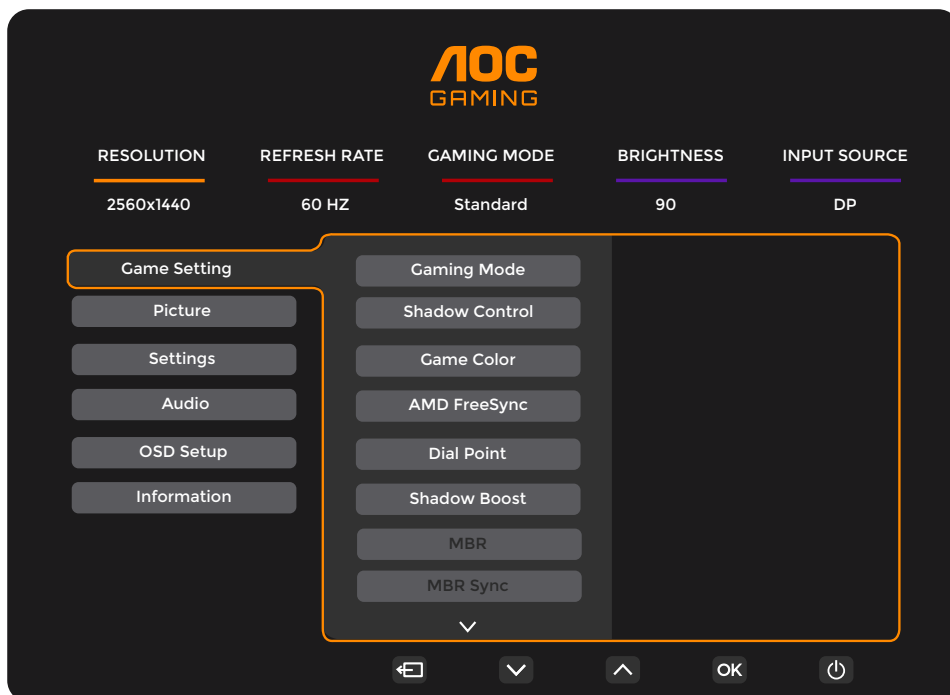 AOC
GAMING
RESOLUTION REFRESH RATE GAMING MODE BRIGHTNESS INPUT SOURCE
2560x1440 60 HZ Standard 90 DP
Game Setting
Picture
Settings
Audio
OSD Setup
Information
Gaming Mode
Shadow Control
Game Color
AMD FreeSync
Dial Point
Shadow Boost
MBR
MBR Sync
OK